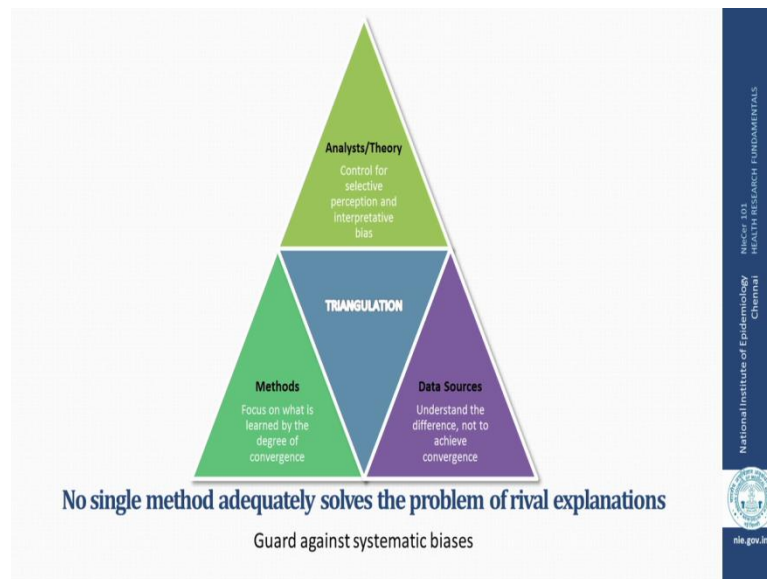 Analysts/Theory
Control for
selective
perception and
interpretative
bias
TRIANGULATION
Methods
Focus on what is
learned by the
degree of
convergence
Data Sources
Understand the
difference, not to
achieve
convergence
No single method adequately solves the problem of rival explanations
Guard against systematic biases
NIeCer 101
HEALTH RESEARCH FUNDAMENTALS
National Institute of Epidemiology
Chennai
nie.gov.in